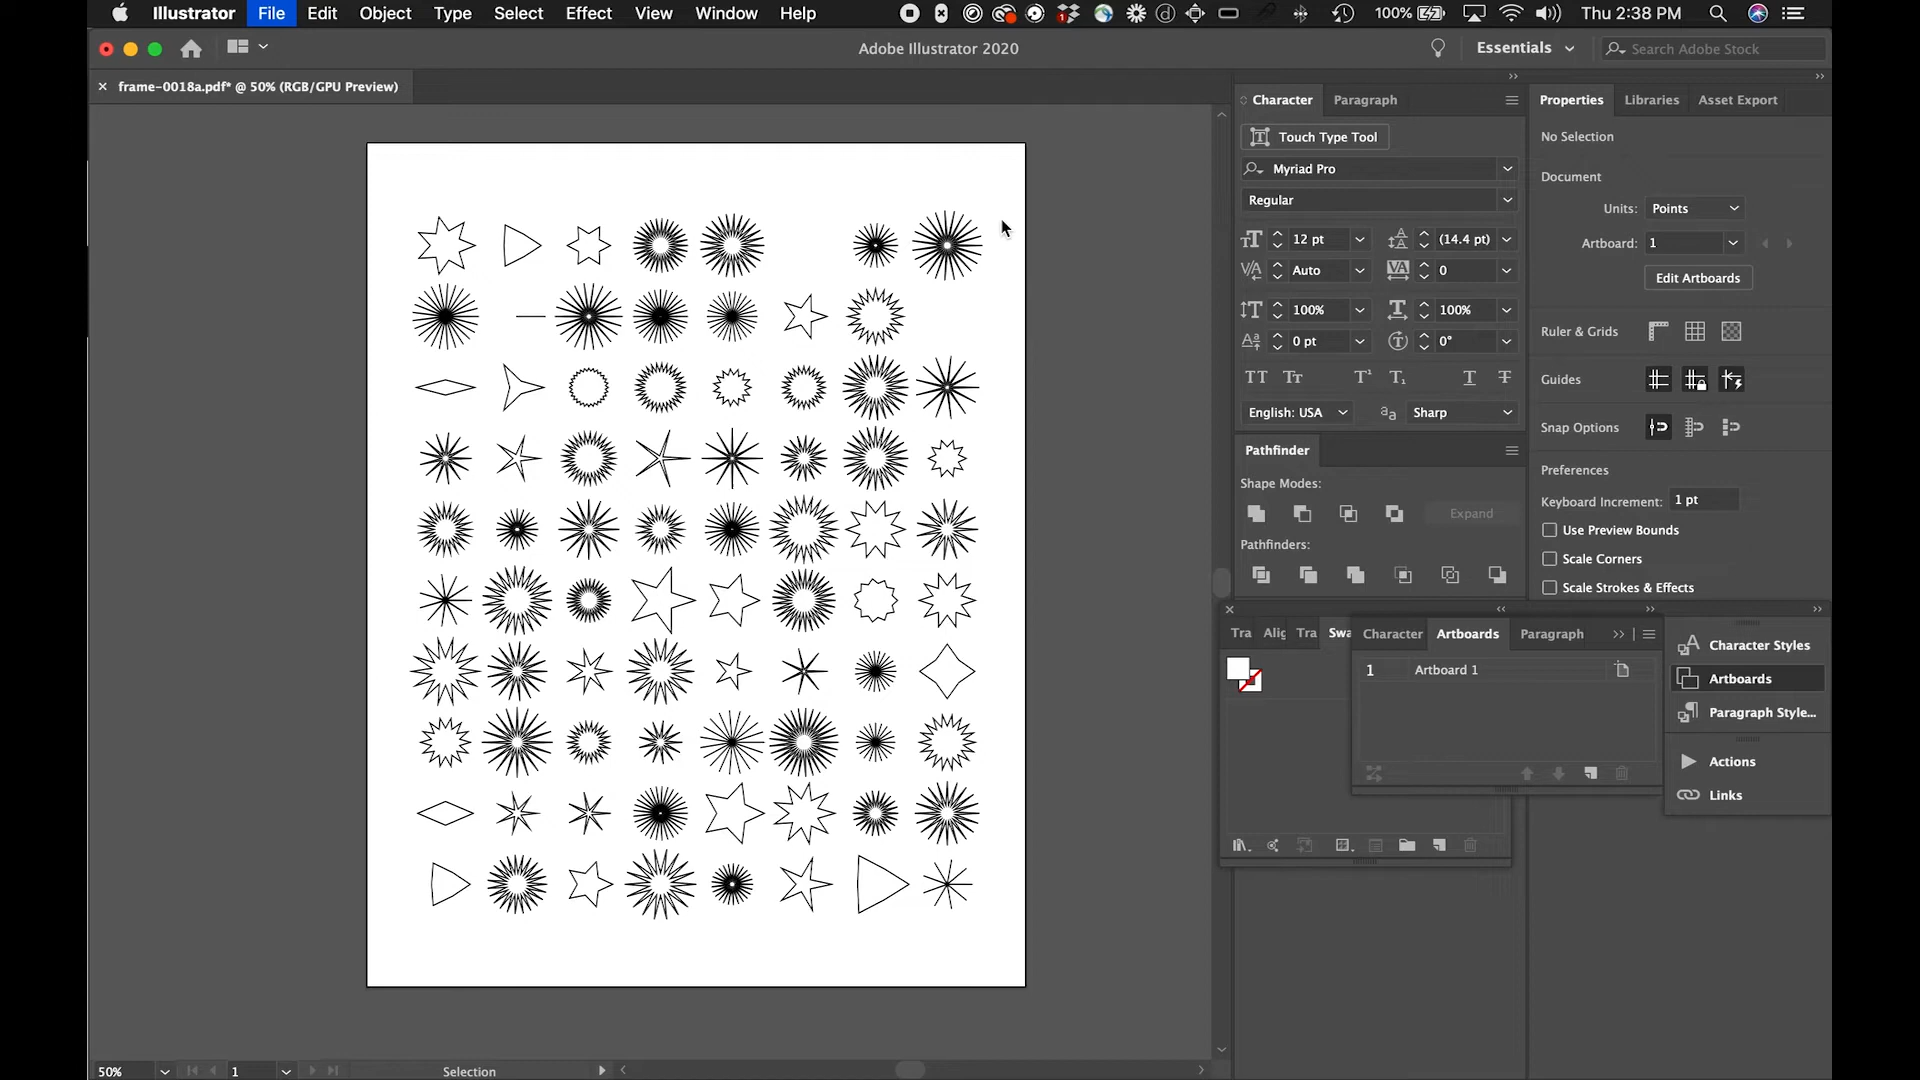 Illustrator File Edit Object Type Select Effect View Window Help
1 100% Thu 2:38 PM
Adobe Illustrator 2020
Essentials
Search Adobe Stock
frame-0018a.pdf* @ 50% (RGB/GPU Preview)
Character Paragraph
Touch Type Tool
Myriad Pro
Regular
12 pt (14.4 pt)
Auto 0
100% 100%
0 pt 0°
English: USA Sharp
Pathfinder
Shape Modes:
Expand
Pathfinders:
Properties Libraries Asset Export
No Selection
Document
Units: Points
Artboard: 1
Edit Artboards
Ruler & Grids
Guides
Snap Options
Preferences
Keyboard Increment: 1 pt
Use Preview Bounds
Scale Corners
Scale Strokes & Effects
Tra Alig Tra Swa
Character Artboards Paragraph
1 Artboard 1
Character Styles
Artboards
Paragraph Style...
Actions
Links
50% 1 Selection